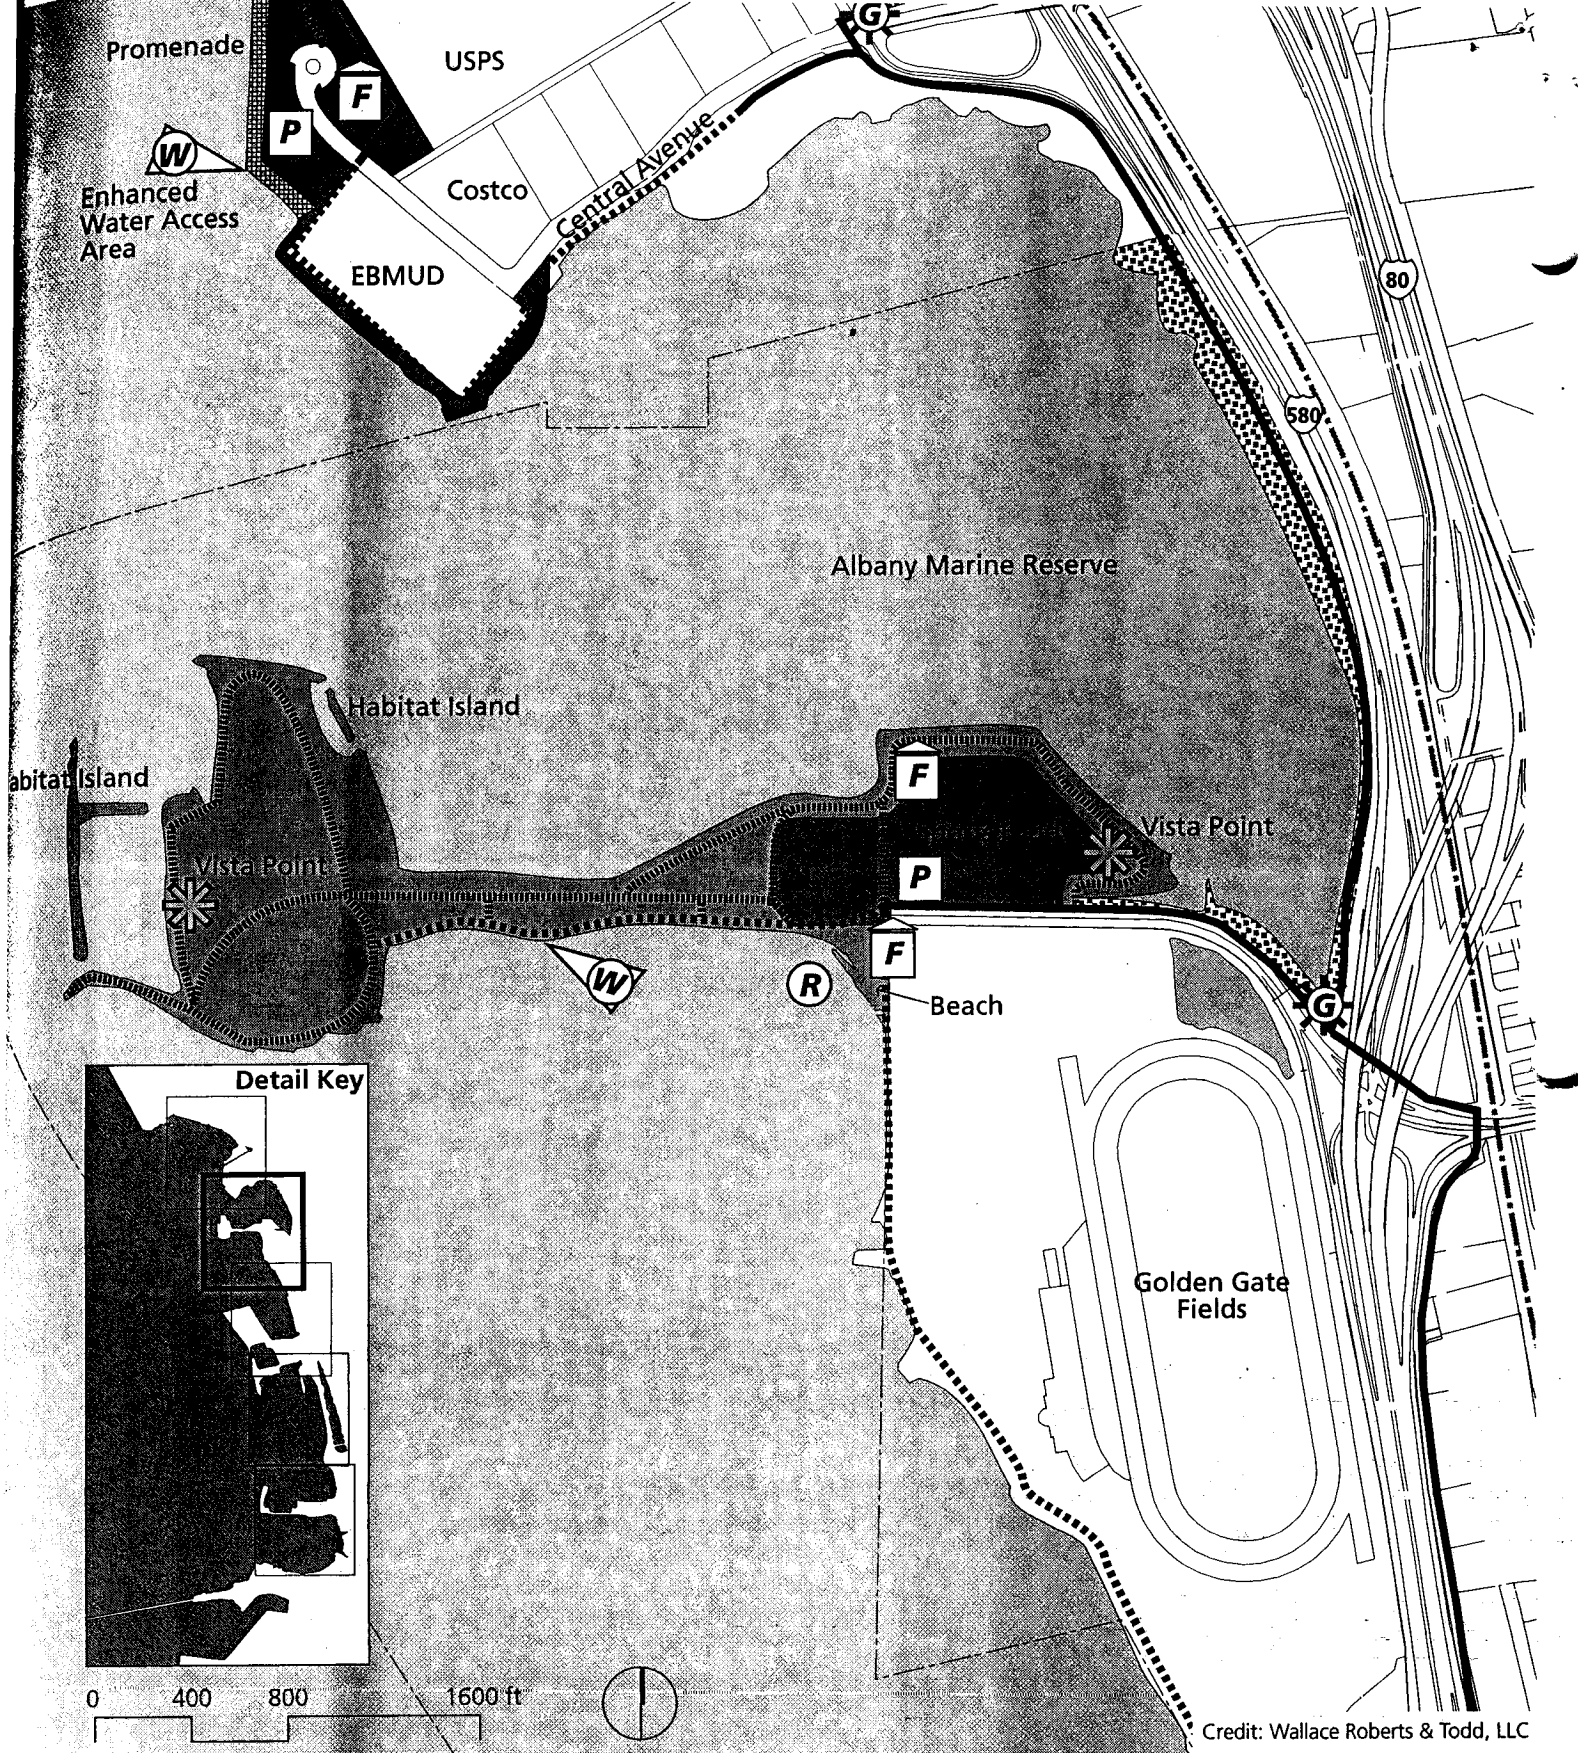 G
Promenade
USPS
F
P
W
Enhanced
Water Access
Area
Costco
Central Avenue
EBMUD
80
580
Albany Marine Reserve
Habitat Island
abitat Island
F
Vista Point
Vista Point
P
W
R
F
Beach
G
Detail Key
Golden Gate
Fields
0 400 800 1600 ft
Credit: Wallace Roberts & Todd, LLC